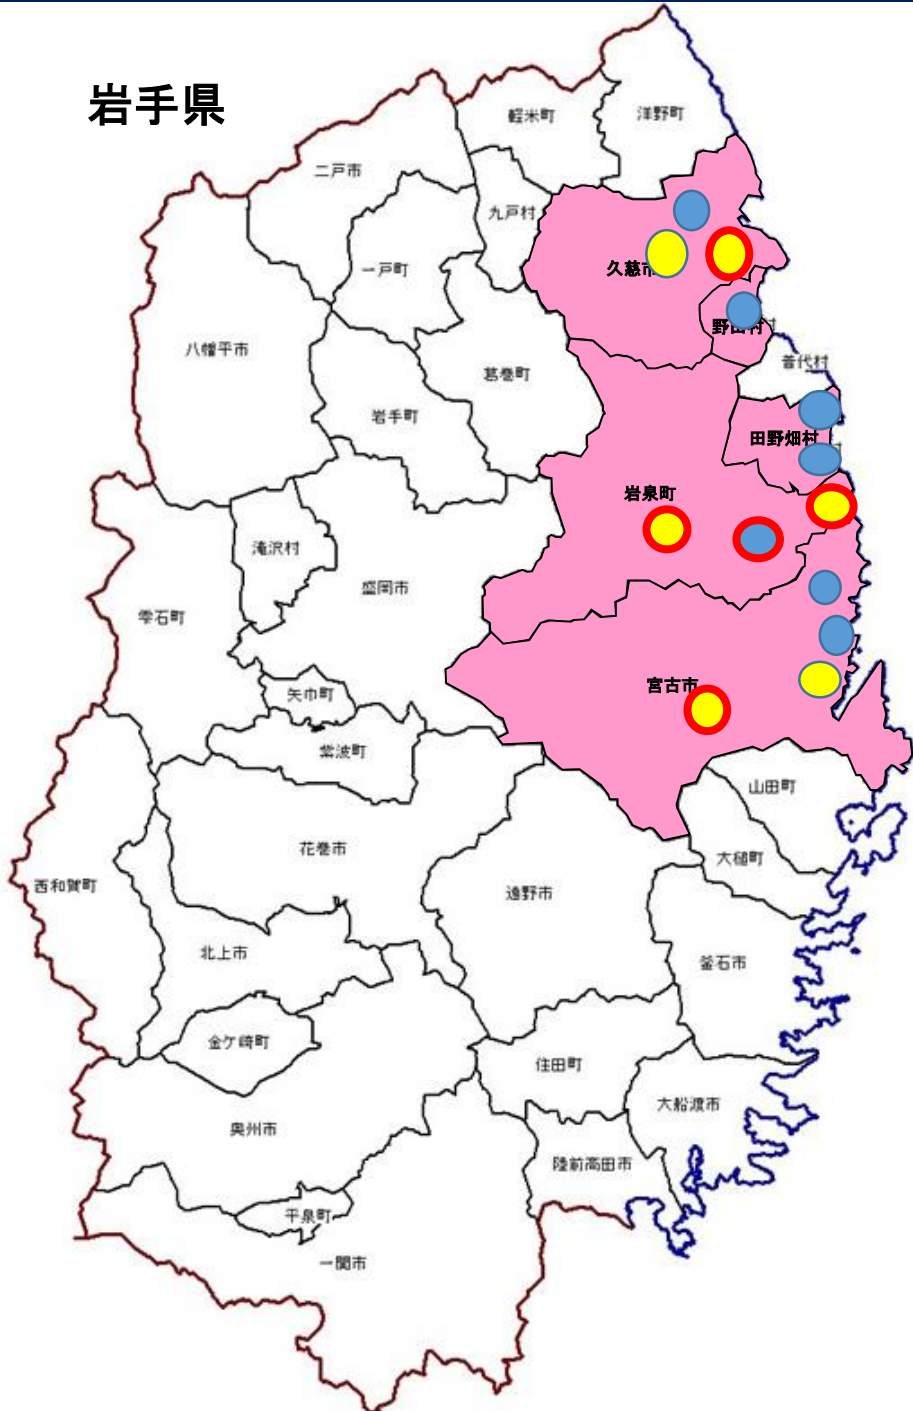 岩手県
軽米町
洋野町
二戸市
九戸村
一戸町
久慈市
野田村
八幡平市
普代村
葛巻町
岩手町
田野畑村
岩泉町
滝沢村
盛岡市
雫石町
宮古市
矢巾町
紫波町
山田町
花巻市
大槌町
西和賀町
遠野市
北上市
釜石市
金ケ崎町
住田町
大船渡市
奥州市
陸前高田市
平泉町
一関市